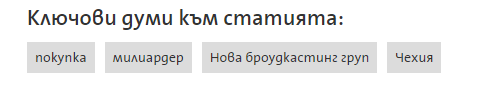 Ключови думи към статията:
покупка милиардер Нова броудкастинг груп Чехия